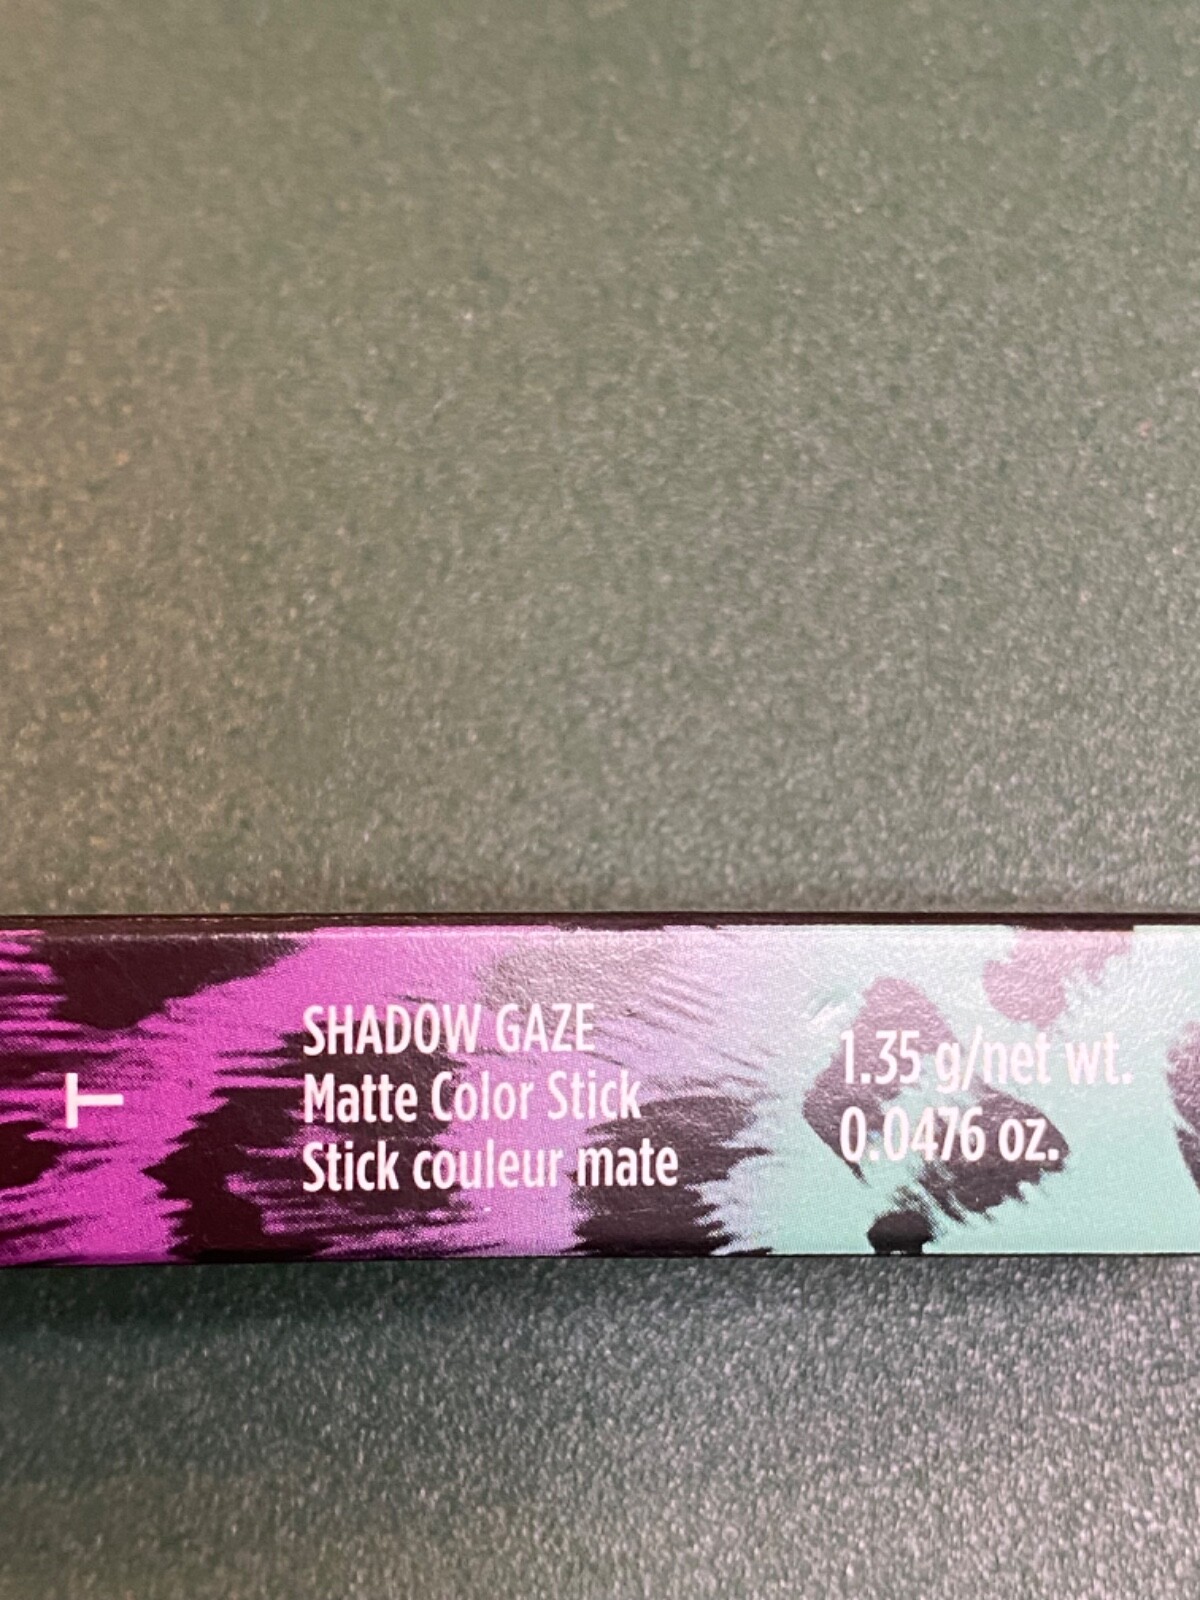 T
SHADOW GAZE
Matte Color Stick
Stick couleur mate
1.35 g/net wt.
0.0476 oz.